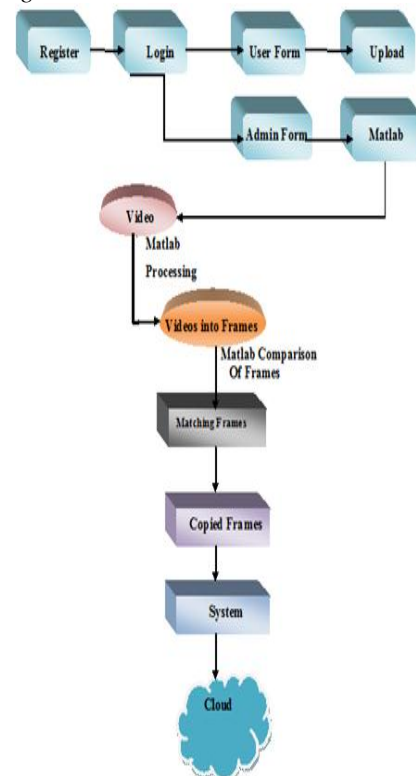 Register
Login
User Form
Upload
Admin Form
Matlab
Video
Matlab
Processing
Videos into Frames
Matlab Comparison
Of Frames
Matching Frames
Copied Frames
System
Cloud